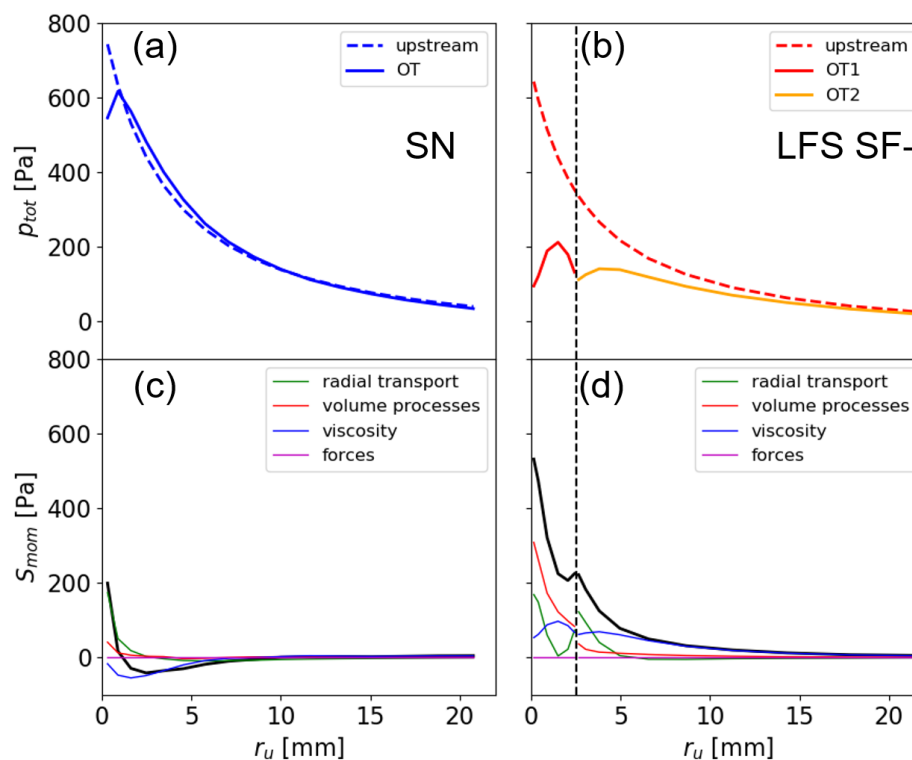 800
600
400
200
0
p_tot [Pa]
(a)
upstream
OT
SN
(b)
upstream
OT1
OT2
LFS SF-
800
600
400
200
0
S_mom [Pa]
(c)
radial transport
volume processes
viscosity
forces
0
5
10
15
20
r_u [mm]
(d)
radial transport
volume processes
viscosity
forces
0
5
10
15
20
r_u [mm]